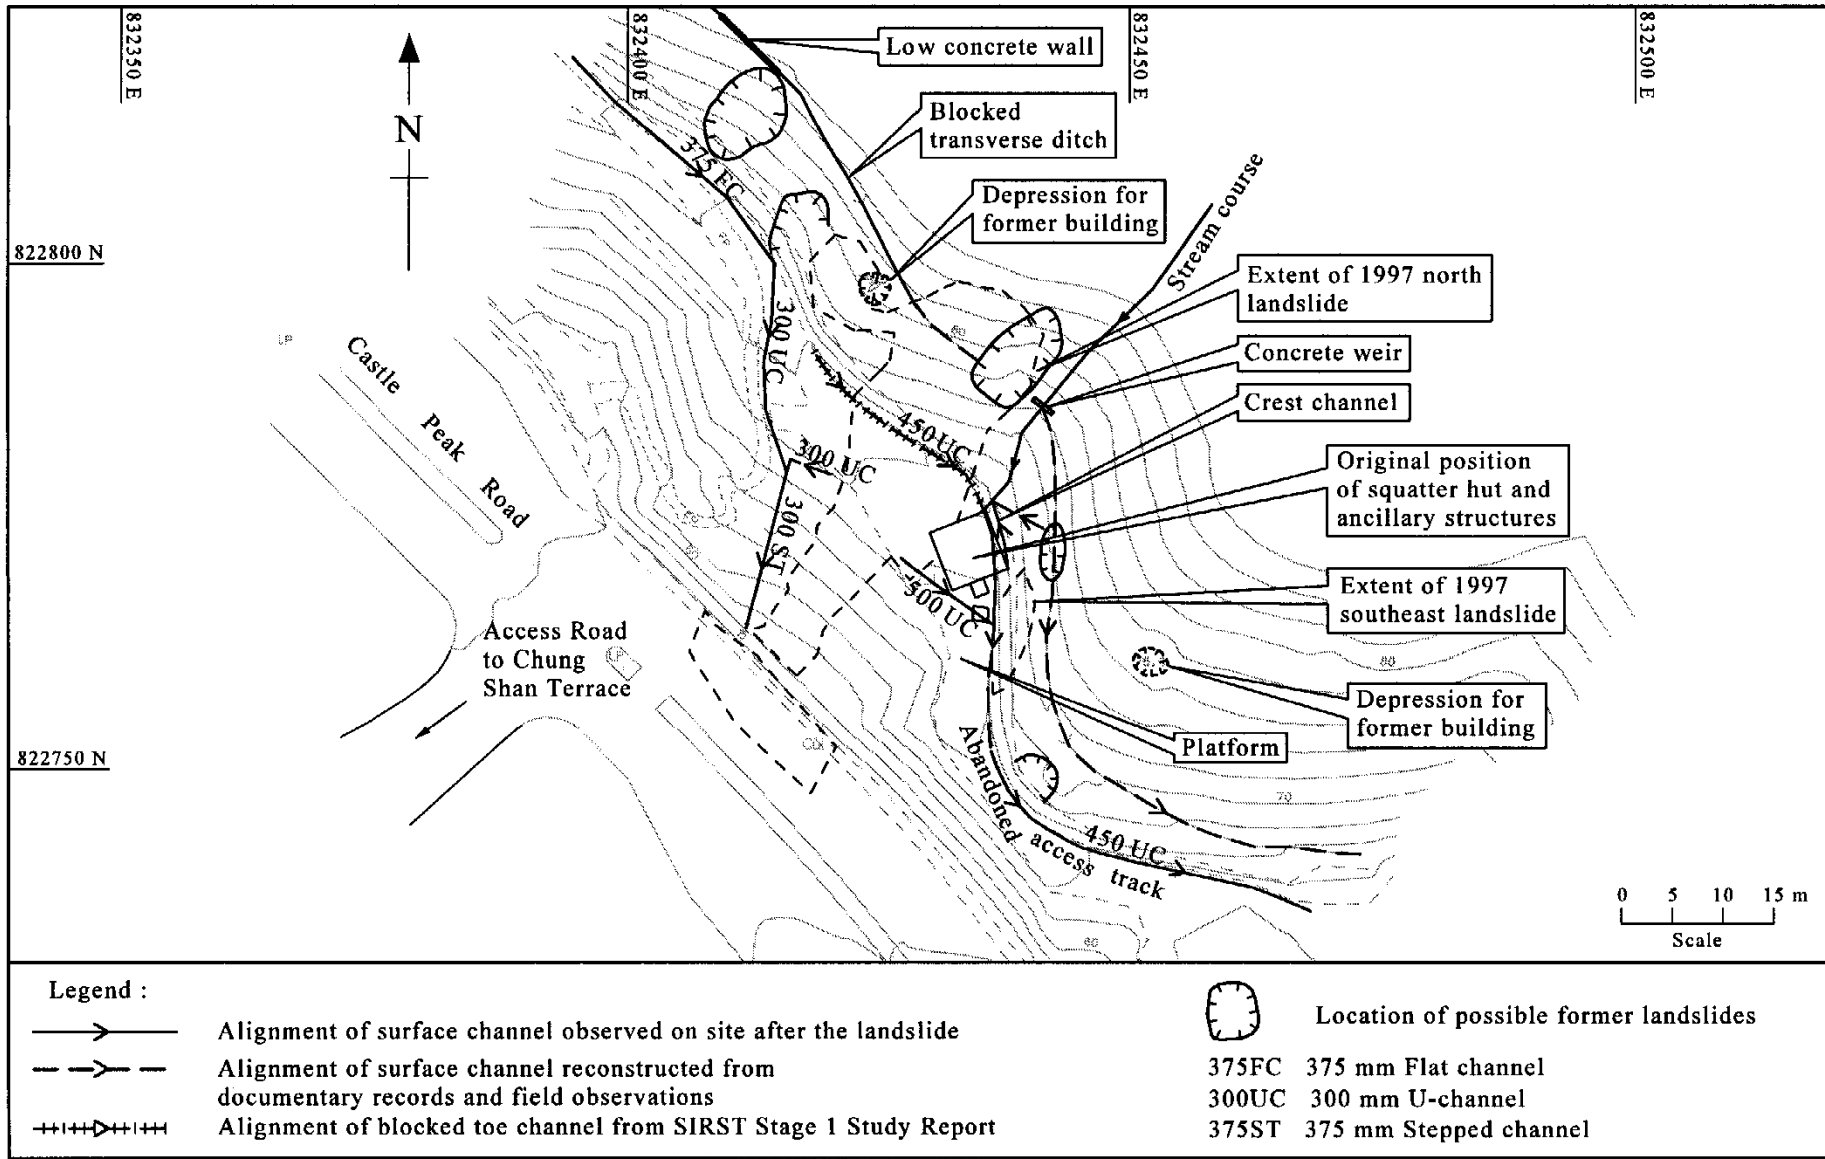 832350 E
832400 E
832450 E
832500 E
Low concrete wall
N
Blocked
transverse ditch
375 FC
Depression for
former building
Stream course
822800 N
Extent of 1997 north
landslide
300 UC
Concrete weir
Castle Peak Road
Crest channel
450 UC
300 UC
Original position
of squatter hut and
ancillary structures
300 ST
500 UC
Extent of 1997
southeast landslide
Access Road
to Chung
Shan Terrace
80
Depression for
former building
Platform
822750 N
Abandoned access track
70
450 UC
60
0 5 10 15 m
Scale
Legend :
Alignment of surface channel observed on site after the landslide
Alignment of surface channel reconstructed from
documentary records and field observations
Alignment of blocked toe channel from SIRST Stage 1 Study Report
Location of possible former landslides
375FC 375 mm Flat channel
300UC 300 mm U-channel
375ST 375 mm Stepped channel